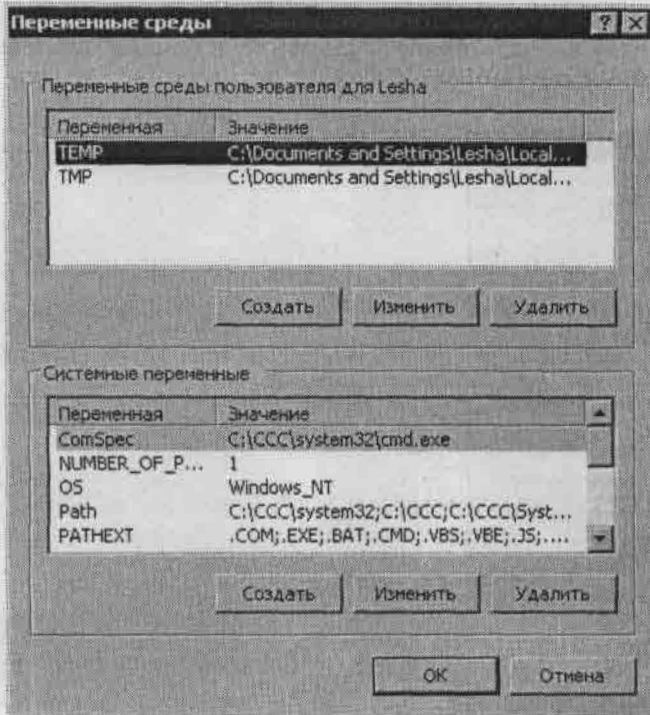 Переменные среды
Переменные среды пользователя для Lesha
Переменная Значение
TEMP C:\Documents and Settings\Lesha\Local...
TMP C:\Documents and Settings\Lesha\Local...
Создать Изменить Удалить
Системные переменные
Переменная Значение
ComSpec C:\CCC\system32\cmd.exe
NUMBER_OF_P... 1
OS Windows_NT
Path C:\CCC\system32;C:\CCC;C:\CCC\Syst...
PATHEXT .COM;.EXE;.BAT;.CMD;.VBS;.VBE;.JS;....
Создать Изменить Удалить
OK Отмена